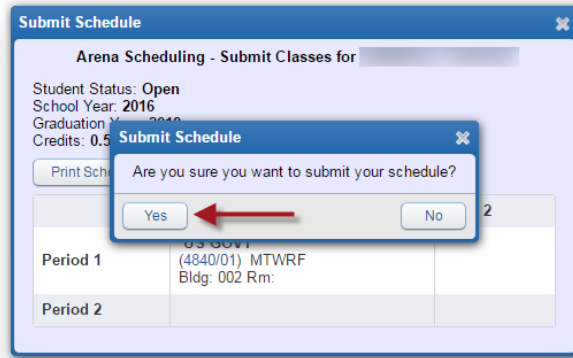 Submit Schedule
Arena Scheduling - Submit Classes for
Student Status: Open
School Year: 2016
Graduation
Credits: 0.5
Print Sche
Submit Schedule
Are you sure you want to submit your schedule?
Yes
No
2
Period 1
US GOVT
(4840/01) MTWRF
Bldg: 002 Rm:
Period 2